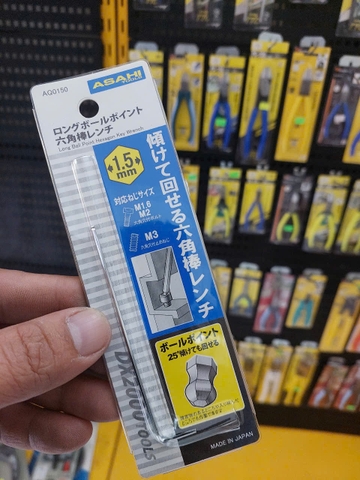 AQ0150
ASAHI
ロングボールポイント
六角棒レンチ
Long Ball Point Hexagon Key Wrench
1.5
mm
傾けて回せる六角棒レンチ
対応ねじサイズ
M1.6
M2
M3
ボールポイント
25°傾けても回せる
MADE IN JAPAN